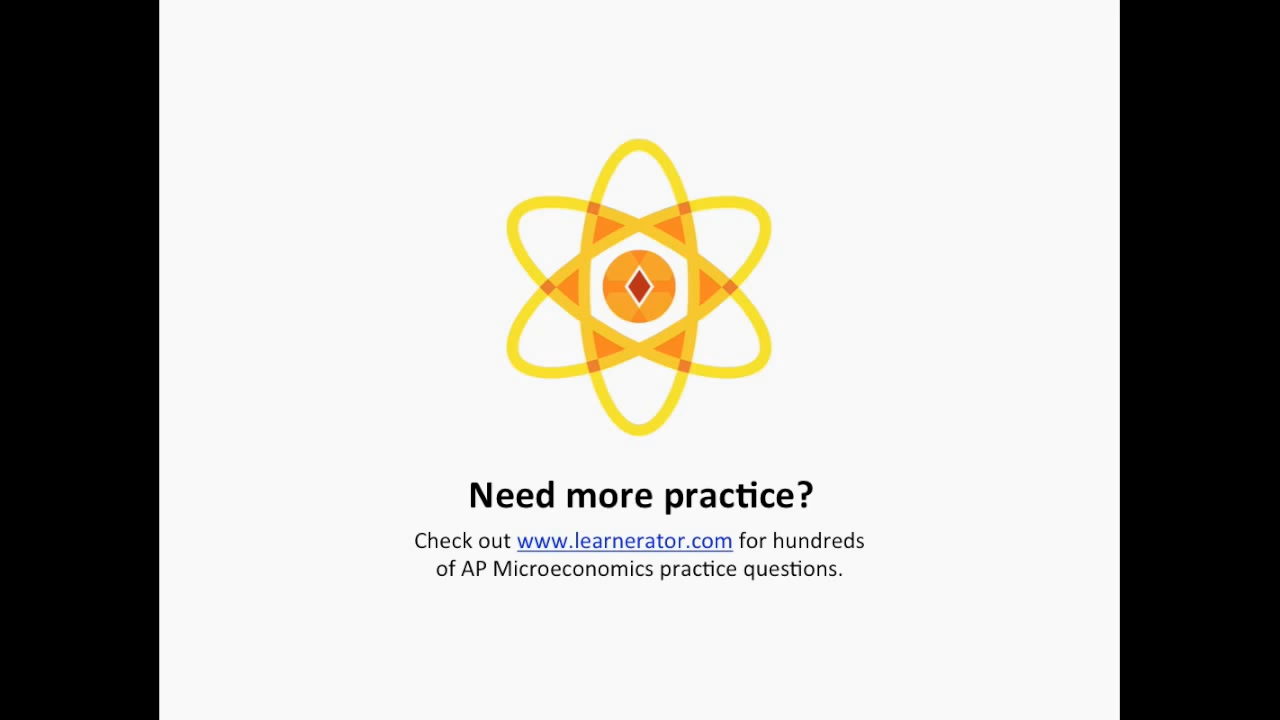 Need more practice?
Check out www.learnerator.com for hundreds
of AP Microeconomics practice questions.